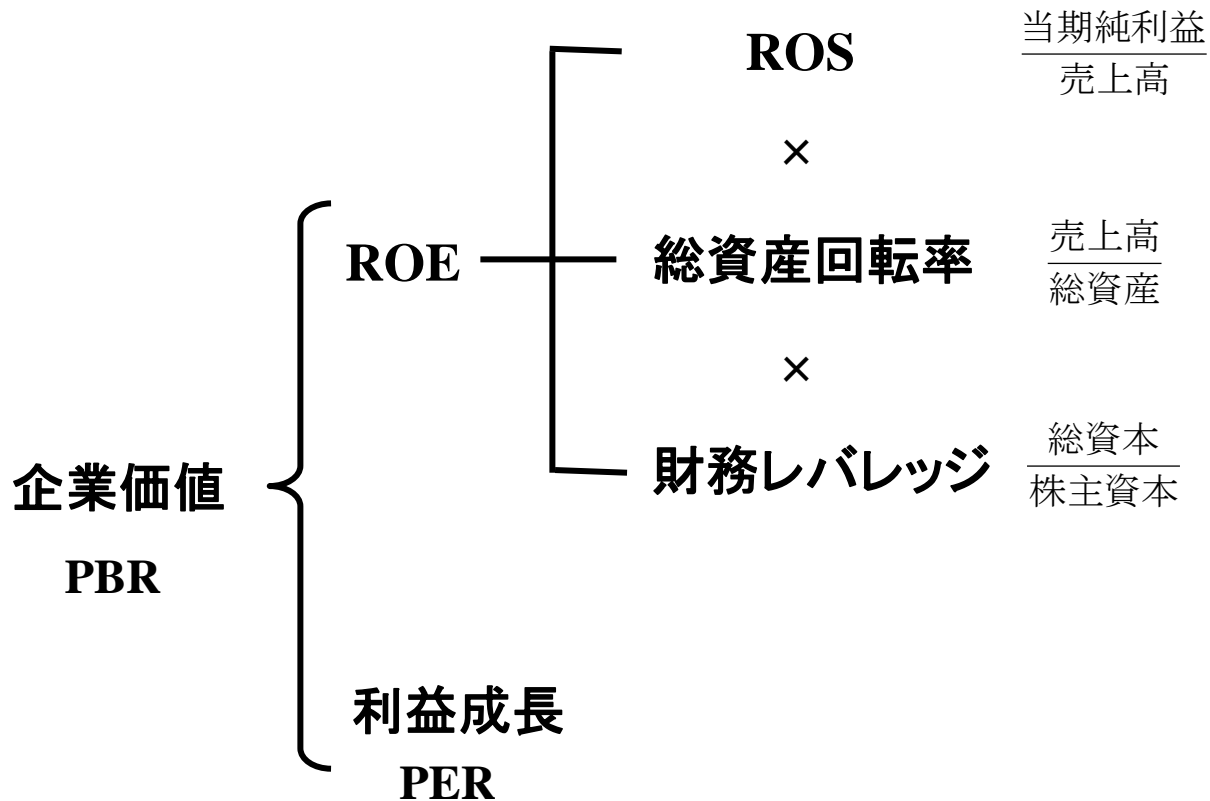 ROS
当期純利益
売上高
×
ROE
総資産回転率
売上高
総資産
×
財務レバレッジ
総資本
株主資本
企業価値
PBR
利益成長
PER